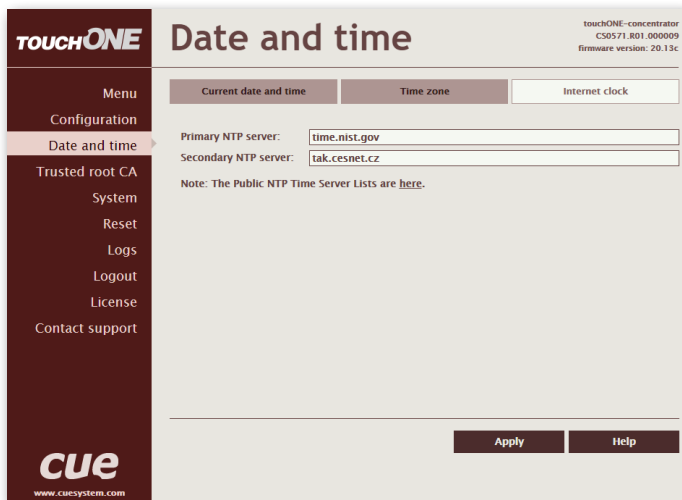 TOUCHONE
Date and time
touchONE-concentrator
CS0571.R01.000009
firmware version: 20.13c
Menu
Configuration
Date and time
Trusted root CA
System
Reset
Logs
Logout
License
Contact support
Current date and time
Time zone
Internet clock
Primary NTP server: time.nist.gov
Secondary NTP server: tak.cesnet.cz
Note: The Public NTP Time Server Lists are here.
Apply
Help
cue
www.cuesystem.com